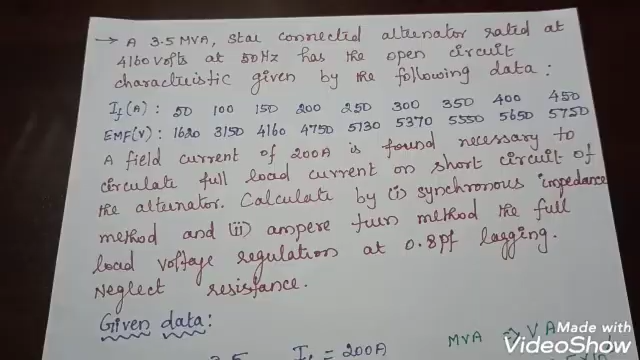 → A 3.5 MVA, star connected alternator rated at
4160 volts at 50Hz has the open circuit
characteristic given by the following data:
If(A): 50 100 150 200 250 300 350 400 450
EMF(V): 1620 3150 4160 4750 5130 5370 5550 5650 5750
A field current of 200A is found necessary to
circulate full load current on short circuit of
the alternator. Calculate by (i) synchronous impedance
method and (ii) ampere turn method the full
load voltage regulation at 0.8pf lagging.
Neglect resistance.
Given data:
MVA ⇒ VA
3.5 = 200A
Made with
VideoShow